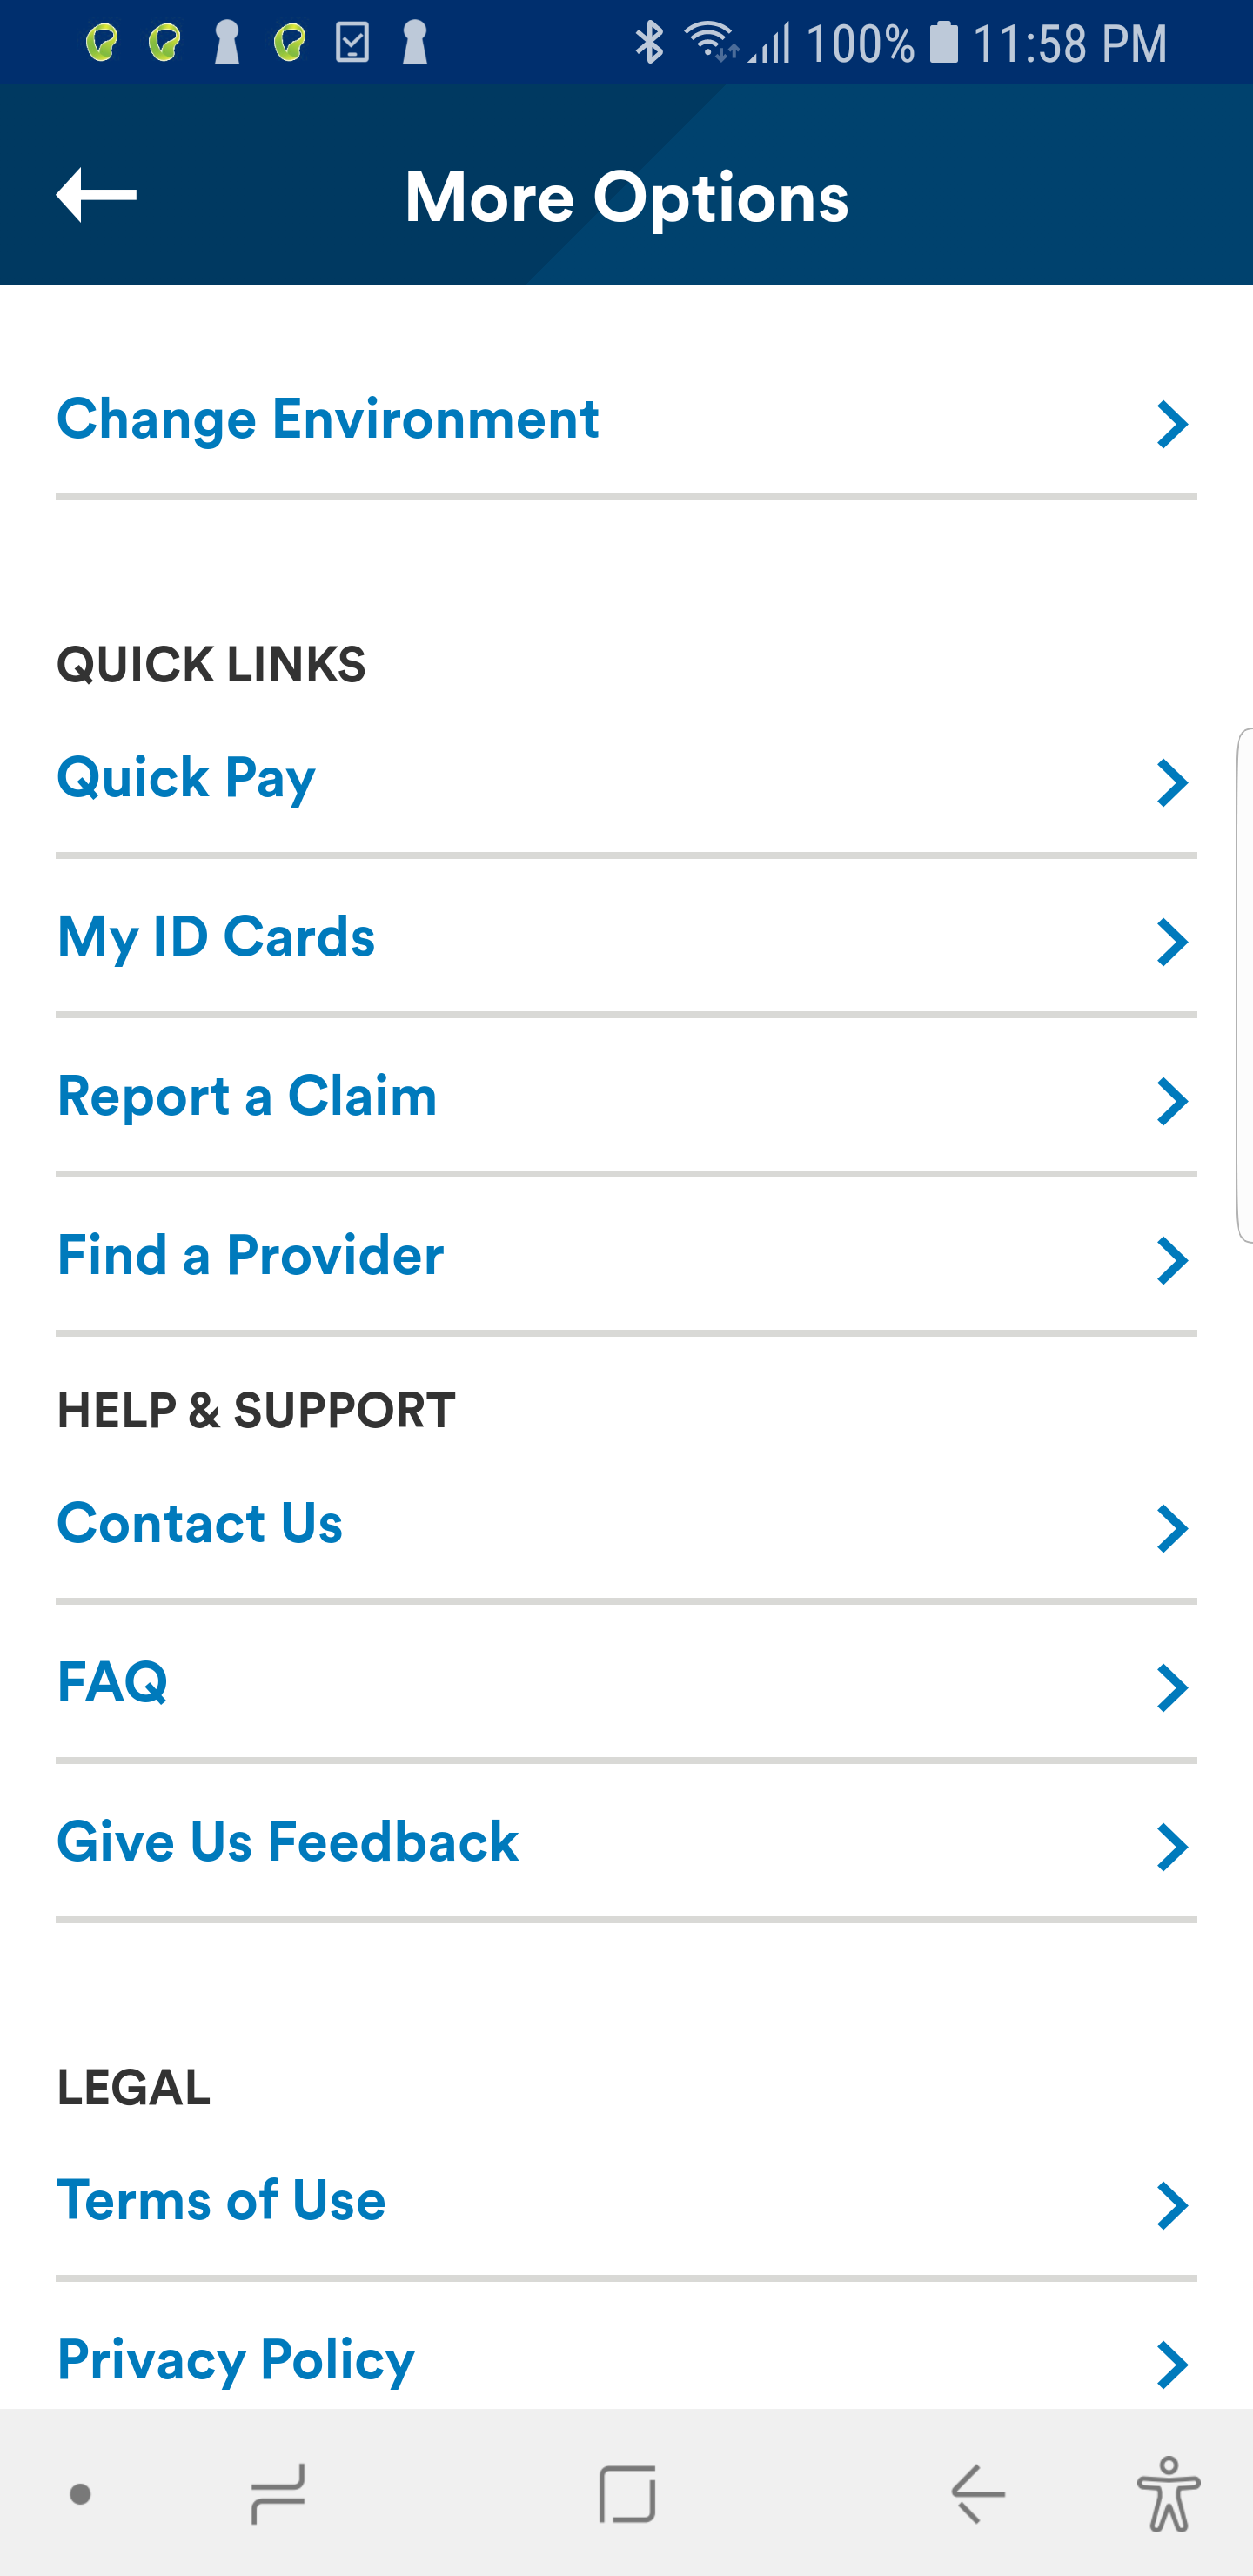 100% 11:58 PM
More Options
Change Environment
QUICK LINKS
Quick Pay
My ID Cards
Report a Claim
Find a Provider
HELP & SUPPORT
Contact Us
FAQ
Give Us Feedback
LEGAL
Terms of Use
Privacy Policy